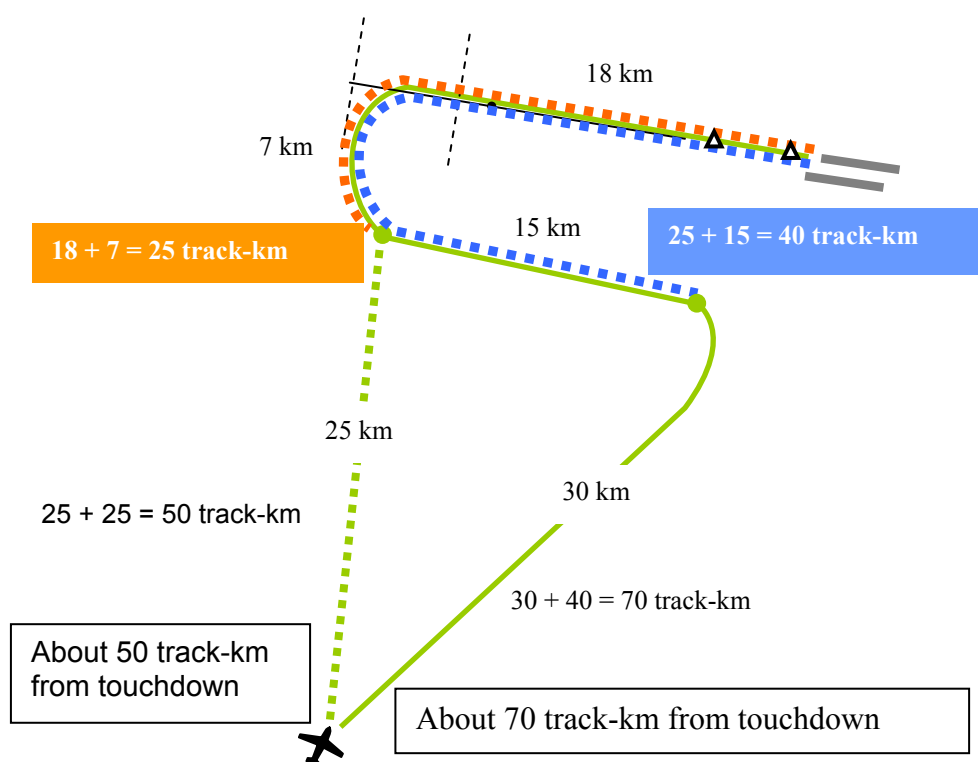 18 km
7 km
18 + 7 = 25 track-km
15 km
25 + 15 = 40 track-km
25 km
30 km
25 + 25 = 50 track-km
30 + 40 = 70 track-km
About 50 track-km
from touchdown
About 70 track-km from touchdown